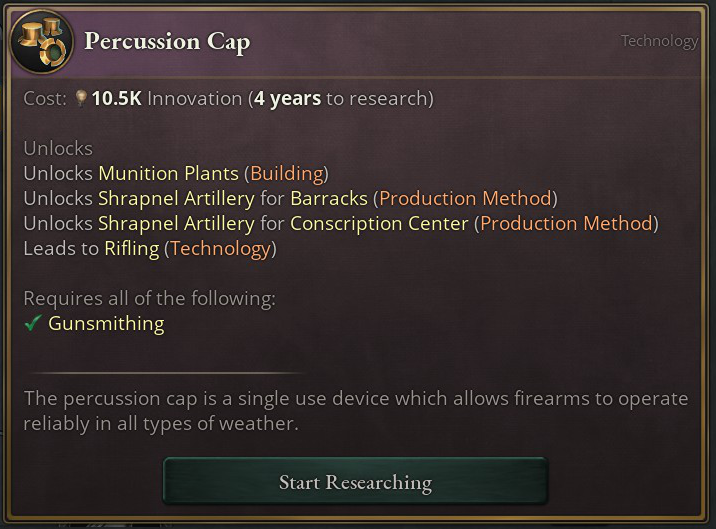 Percussion Cap
Technology
Cost: 10.5K Innovation (4 years to research)
Unlocks
Unlocks Munition Plants (Building)
Unlocks Shrapnel Artillery for Barracks (Production Method)
Unlocks Shrapnel Artillery for Conscription Center (Production Method)
Leads to Rifling (Technology)
Requires all of the following:
Gunsmithing
The percussion cap is a single use device which allows firearms to operate
reliably in all types of weather.
Start Researching